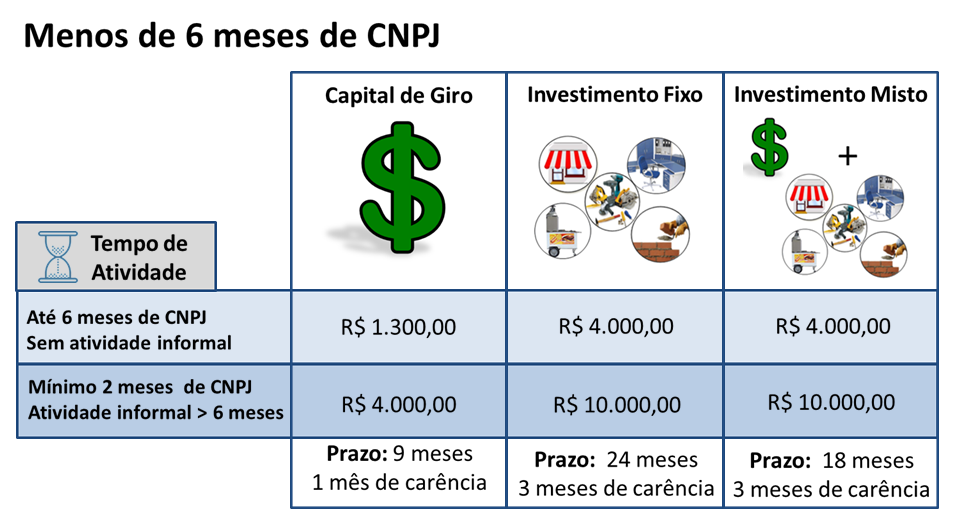 Menos de 6 meses de CNPJ
Capital de Giro
Investimento Fixo
Investimento Misto
$
$
+
Tempo de
Atividade
Até 6 meses de CNPJ
Sem atividade informal
R$ 1.300,00
R$ 4.000,00
R$ 4.000,00
Mínimo 2 meses de CNPJ
Atividade informal > 6 meses
R$ 4.000,00
R$ 10.000,00
R$ 10.000,00
Prazo: 9 meses
1 mês de carência
Prazo: 24 meses
3 meses de carência
Prazo: 18 meses
3 meses de carência